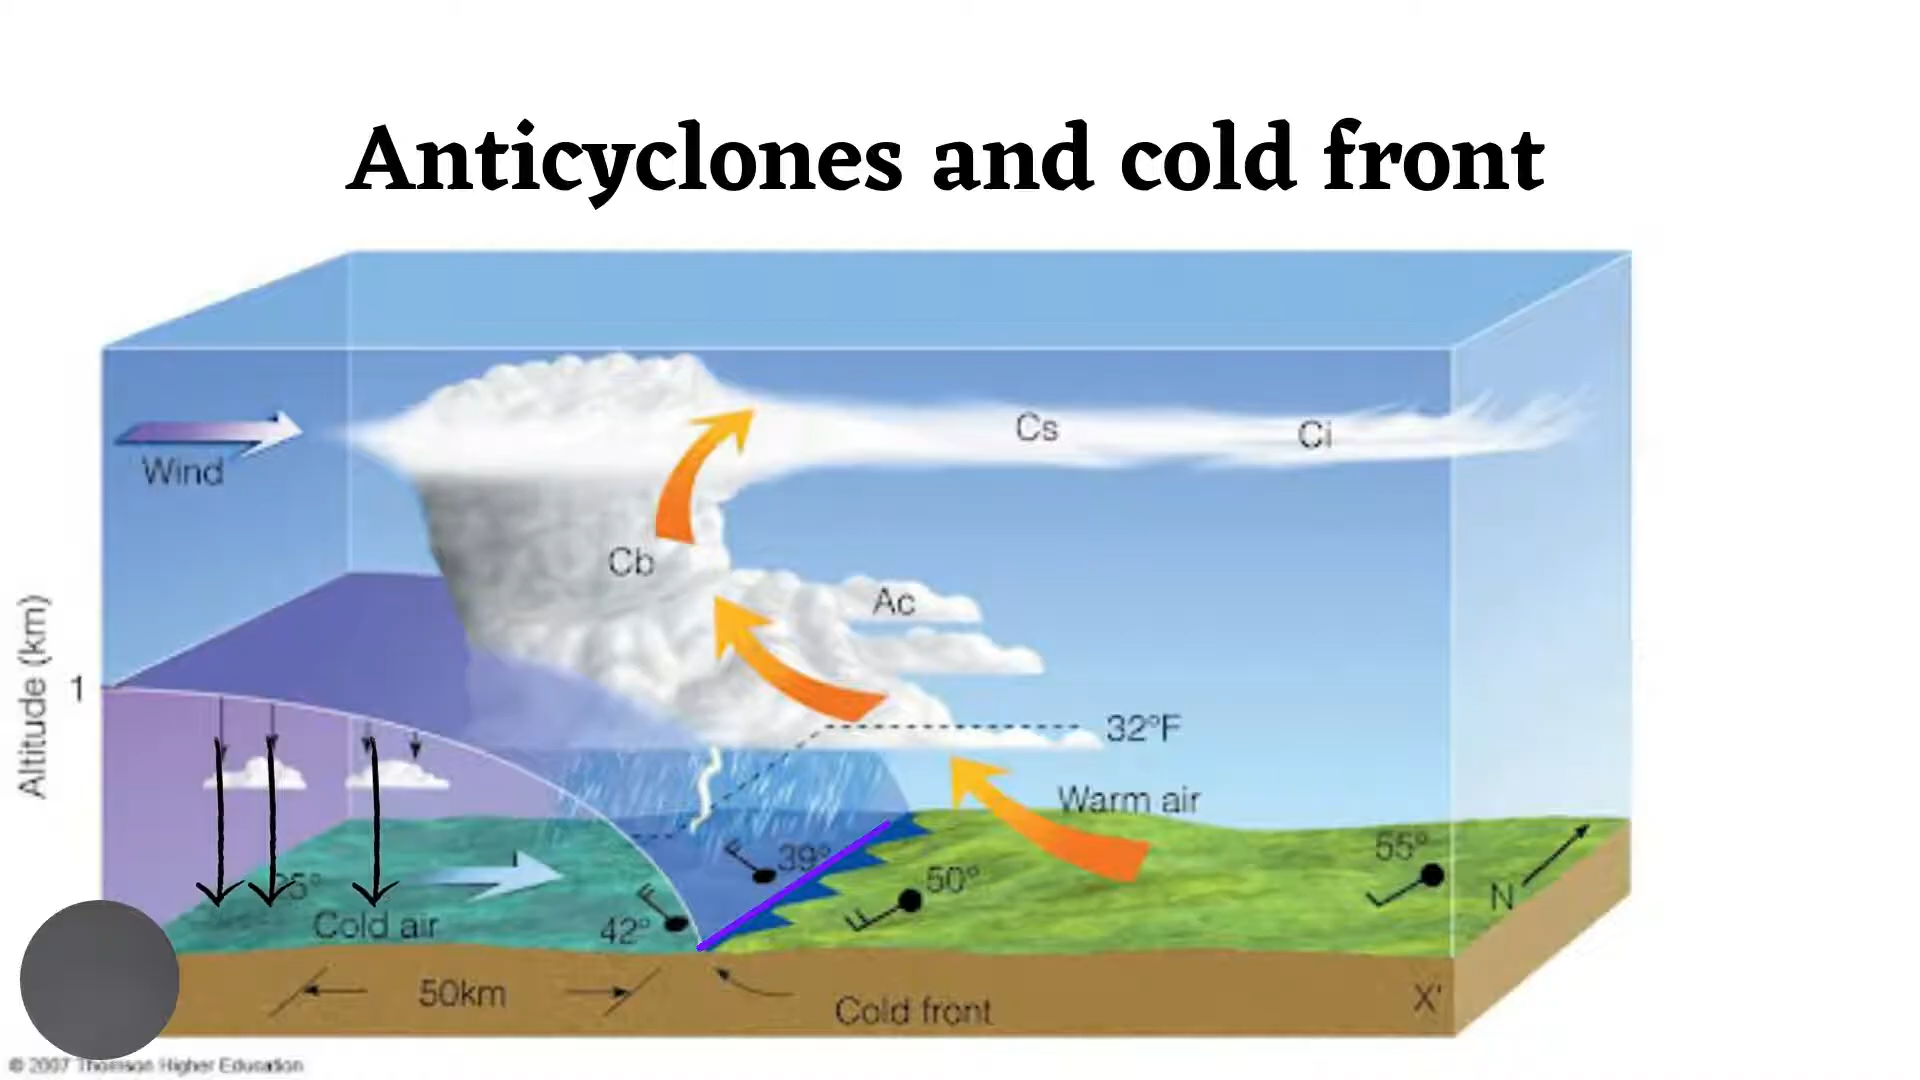 Anticyclones and cold front
Wind
Cs
Ci
Cb
Ac
Altitude (km)
1
32°F
Warm air
39°
50°
55°
N
Cold air
42°
50km
Cold front
X'
© 2007 Thomson Higher Education